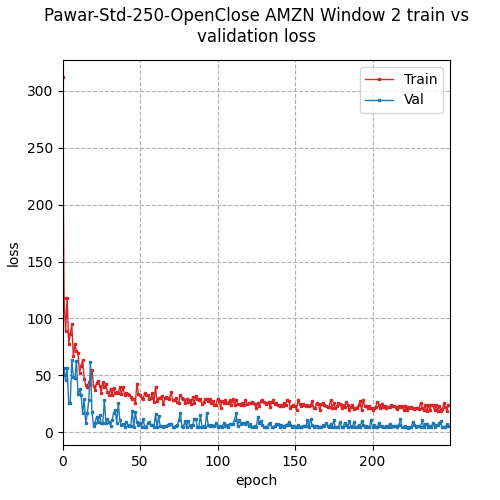 Pawar-Std-250-OpenClose AMZN Window 2 train vs
validation loss
Train
Val
300
250
200
150
100
50
0
loss
0 50 100 150 200
epoch